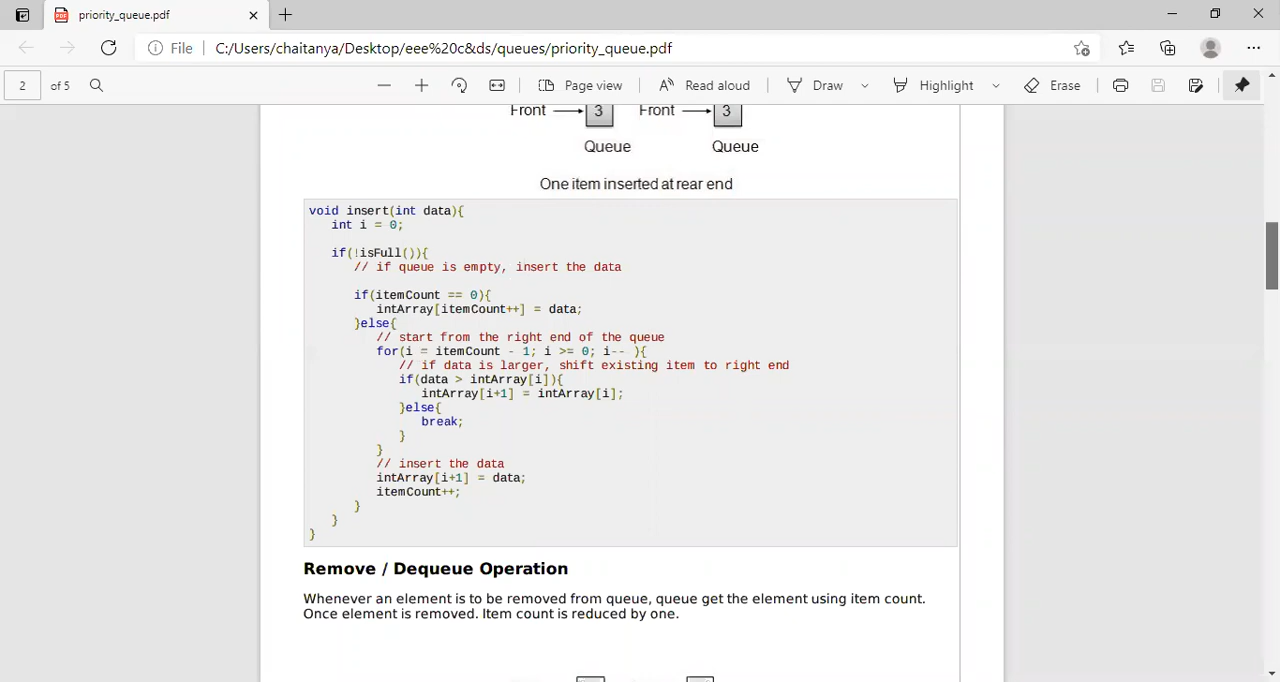 priority_queue.pdf
File | C:/Users/chaitanya/Desktop/eee%20c&ds/queues/priority_queue.pdf
2 of 5 Page view Read aloud Draw Highlight Erase
Front 3 Front 3
Queue Queue
One item inserted at rear end
void insert(int data){
int i = 0;
if(!isFull()){
// if queue is empty, insert the data
if(itemCount == 0){
intArray[itemCount++] = data;
}else{
// start from the right end of the queue
for(i = itemCount - 1; i >= 0; i-- ){
// if data is larger, shift existing item to right end
if(data > intArray[i]){
intArray[i+1] = intArray[i];
}else{
break;
}
}
// insert the data
intArray[i+1] = data;
itemCount++;
}
}
}
Remove / Dequeue Operation
Whenever an element is to be removed from queue, queue get the element using item count.
Once element is removed. Item count is reduced by one.